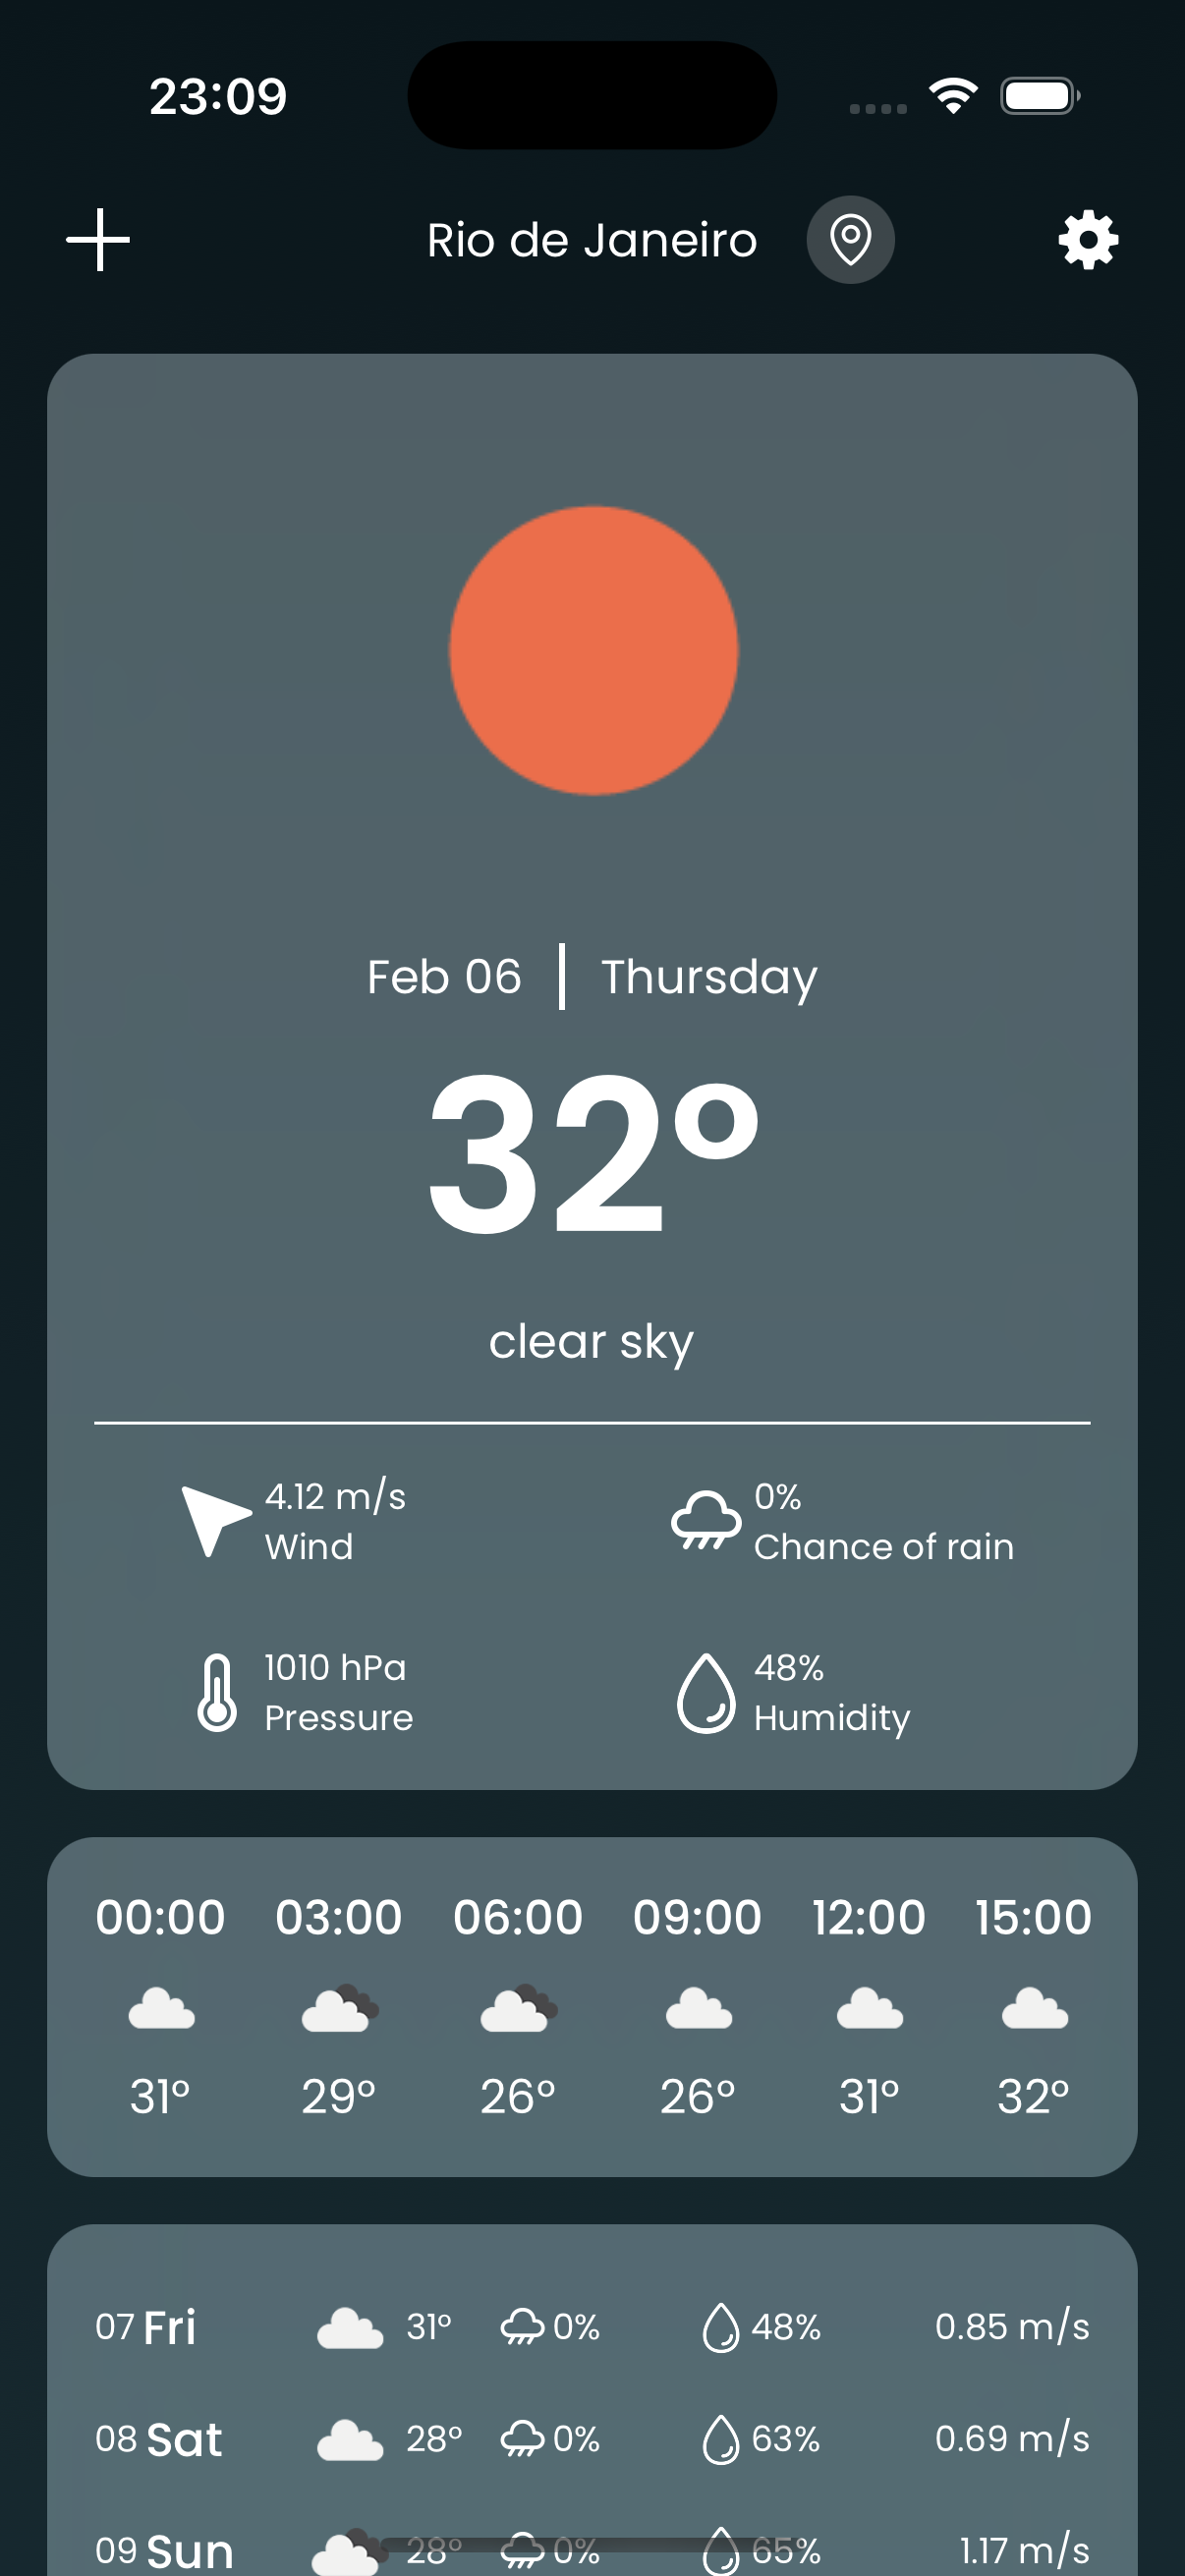 23:09
Rio de Janeiro
Feb 06 | Thursday
32°
clear sky
4.12 m/s
Wind
0%
Chance of rain
1010 hPa
Pressure
48%
Humidity
00:00 03:00 06:00 09:00 12:00 15:00
31° 29° 26° 26° 31° 32°
07 Fri 31° 0% 48% 0.85 m/s
08 Sat 28° 0% 63% 0.69 m/s
09 Sun 28° 0% 65% 1.17 m/s